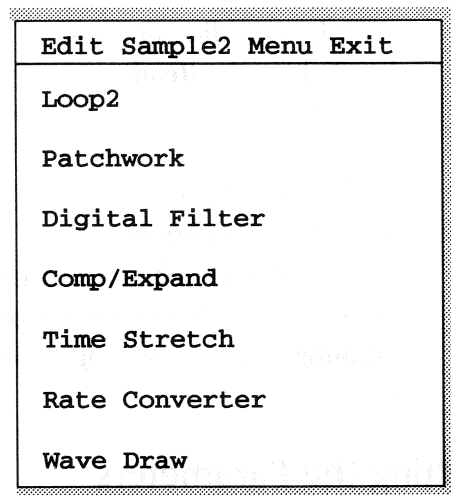 Edit Sample2 Menu Exit
Loop2
Patchwork
Digital Filter
Comp/Expand
Time Stretch
Rate Converter
Wave Draw